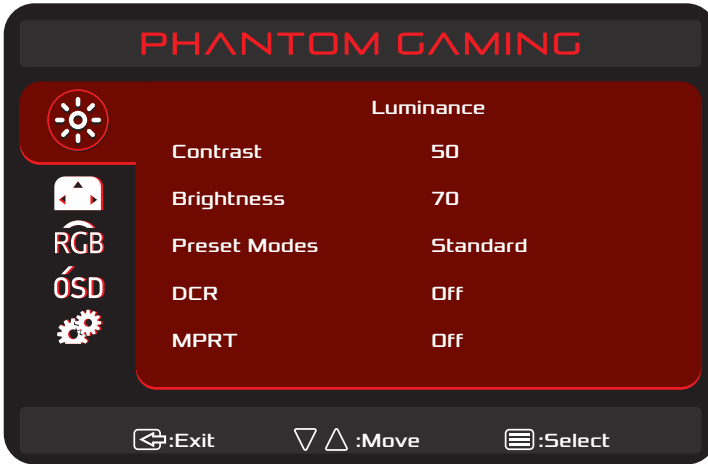 PHANTOM GAMING
Luminance
Contrast 50
Brightness 70
Preset Modes Standard
RGB
DCR Off
OSD
MPRT Off
:Exit :Move :Select